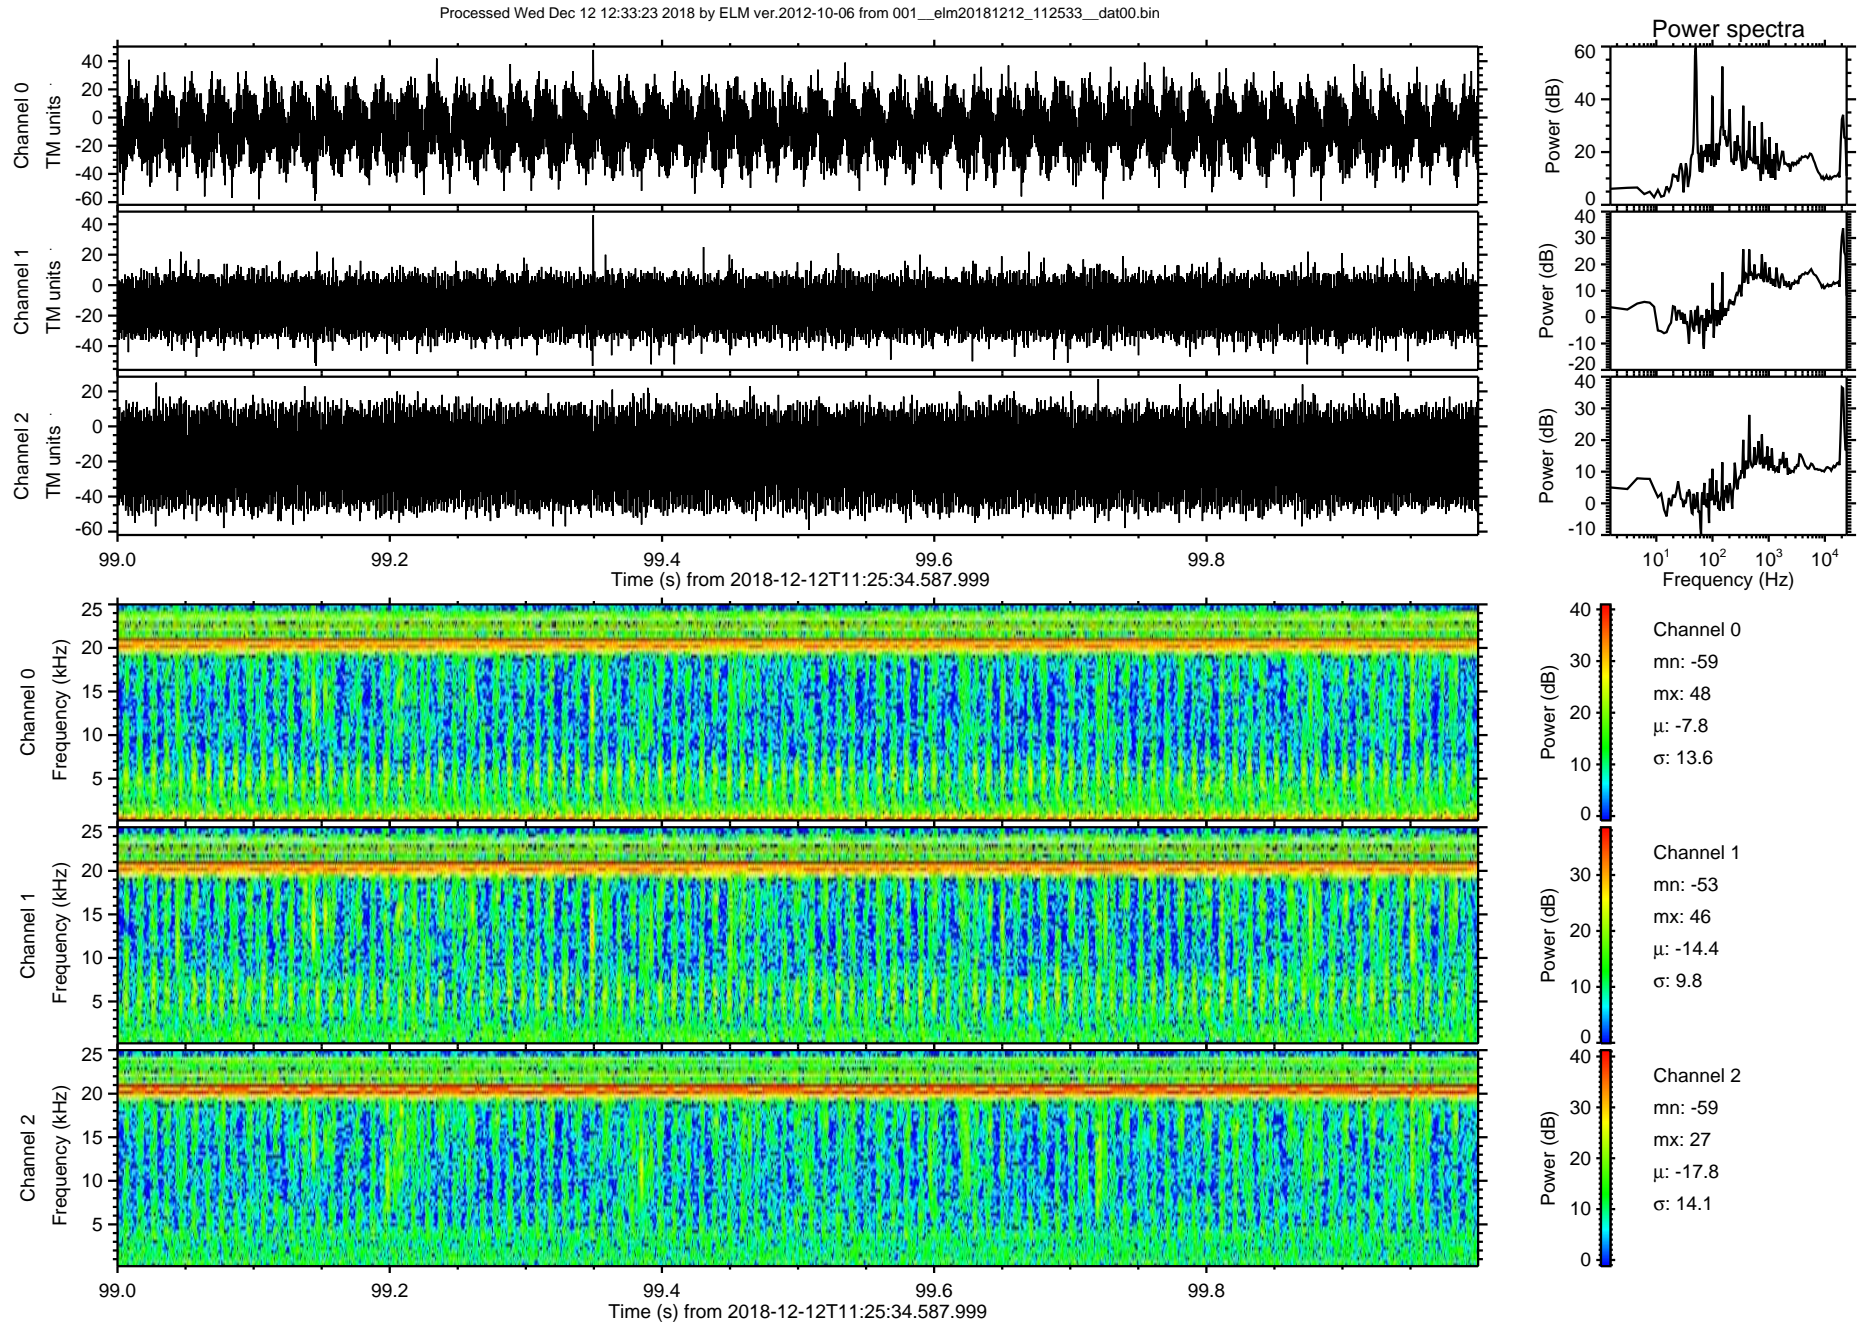 Processed Wed Dec 12 12:33:23 2018 by ELM ver.2012-10-06 from 001__elm20181212_112533__dat00.bin
Power spectra
Channel 0
TM units
40
20
0
-20
-40
-60
Power (dB)
60
40
20
0
Channel 1
TM units
40
20
0
-20
-40
Power (dB)
40
30
20
10
0
-10
-20
Channel 2
TM units
20
0
-20
-40
-60
Power (dB)
40
30
20
10
0
-10
99.0 99.2 99.4 99.6 99.8
Time (s) from 2018-12-12T11:25:34.587.999
10¹ 10² 10³ 10⁴
Frequency (Hz)
Channel 0
Frequency (kHz)
25
20
15
10
5
Power (dB)
40
30
20
10
0
Channel 0
mn: -59
mx: 48
μ: -7.8
σ: 13.6
Channel 1
Frequency (kHz)
25
20
15
10
5
Power (dB)
30
20
10
0
Channel 1
mn: -53
mx: 46
μ: -14.4
σ: 9.8
Channel 2
Frequency (kHz)
25
20
15
10
5
Power (dB)
40
30
20
10
0
Channel 2
mn: -59
mx: 27
μ: -17.8
σ: 14.1
99.0 99.2 99.4 99.6 99.8
Time (s) from 2018-12-12T11:25:34.587.999